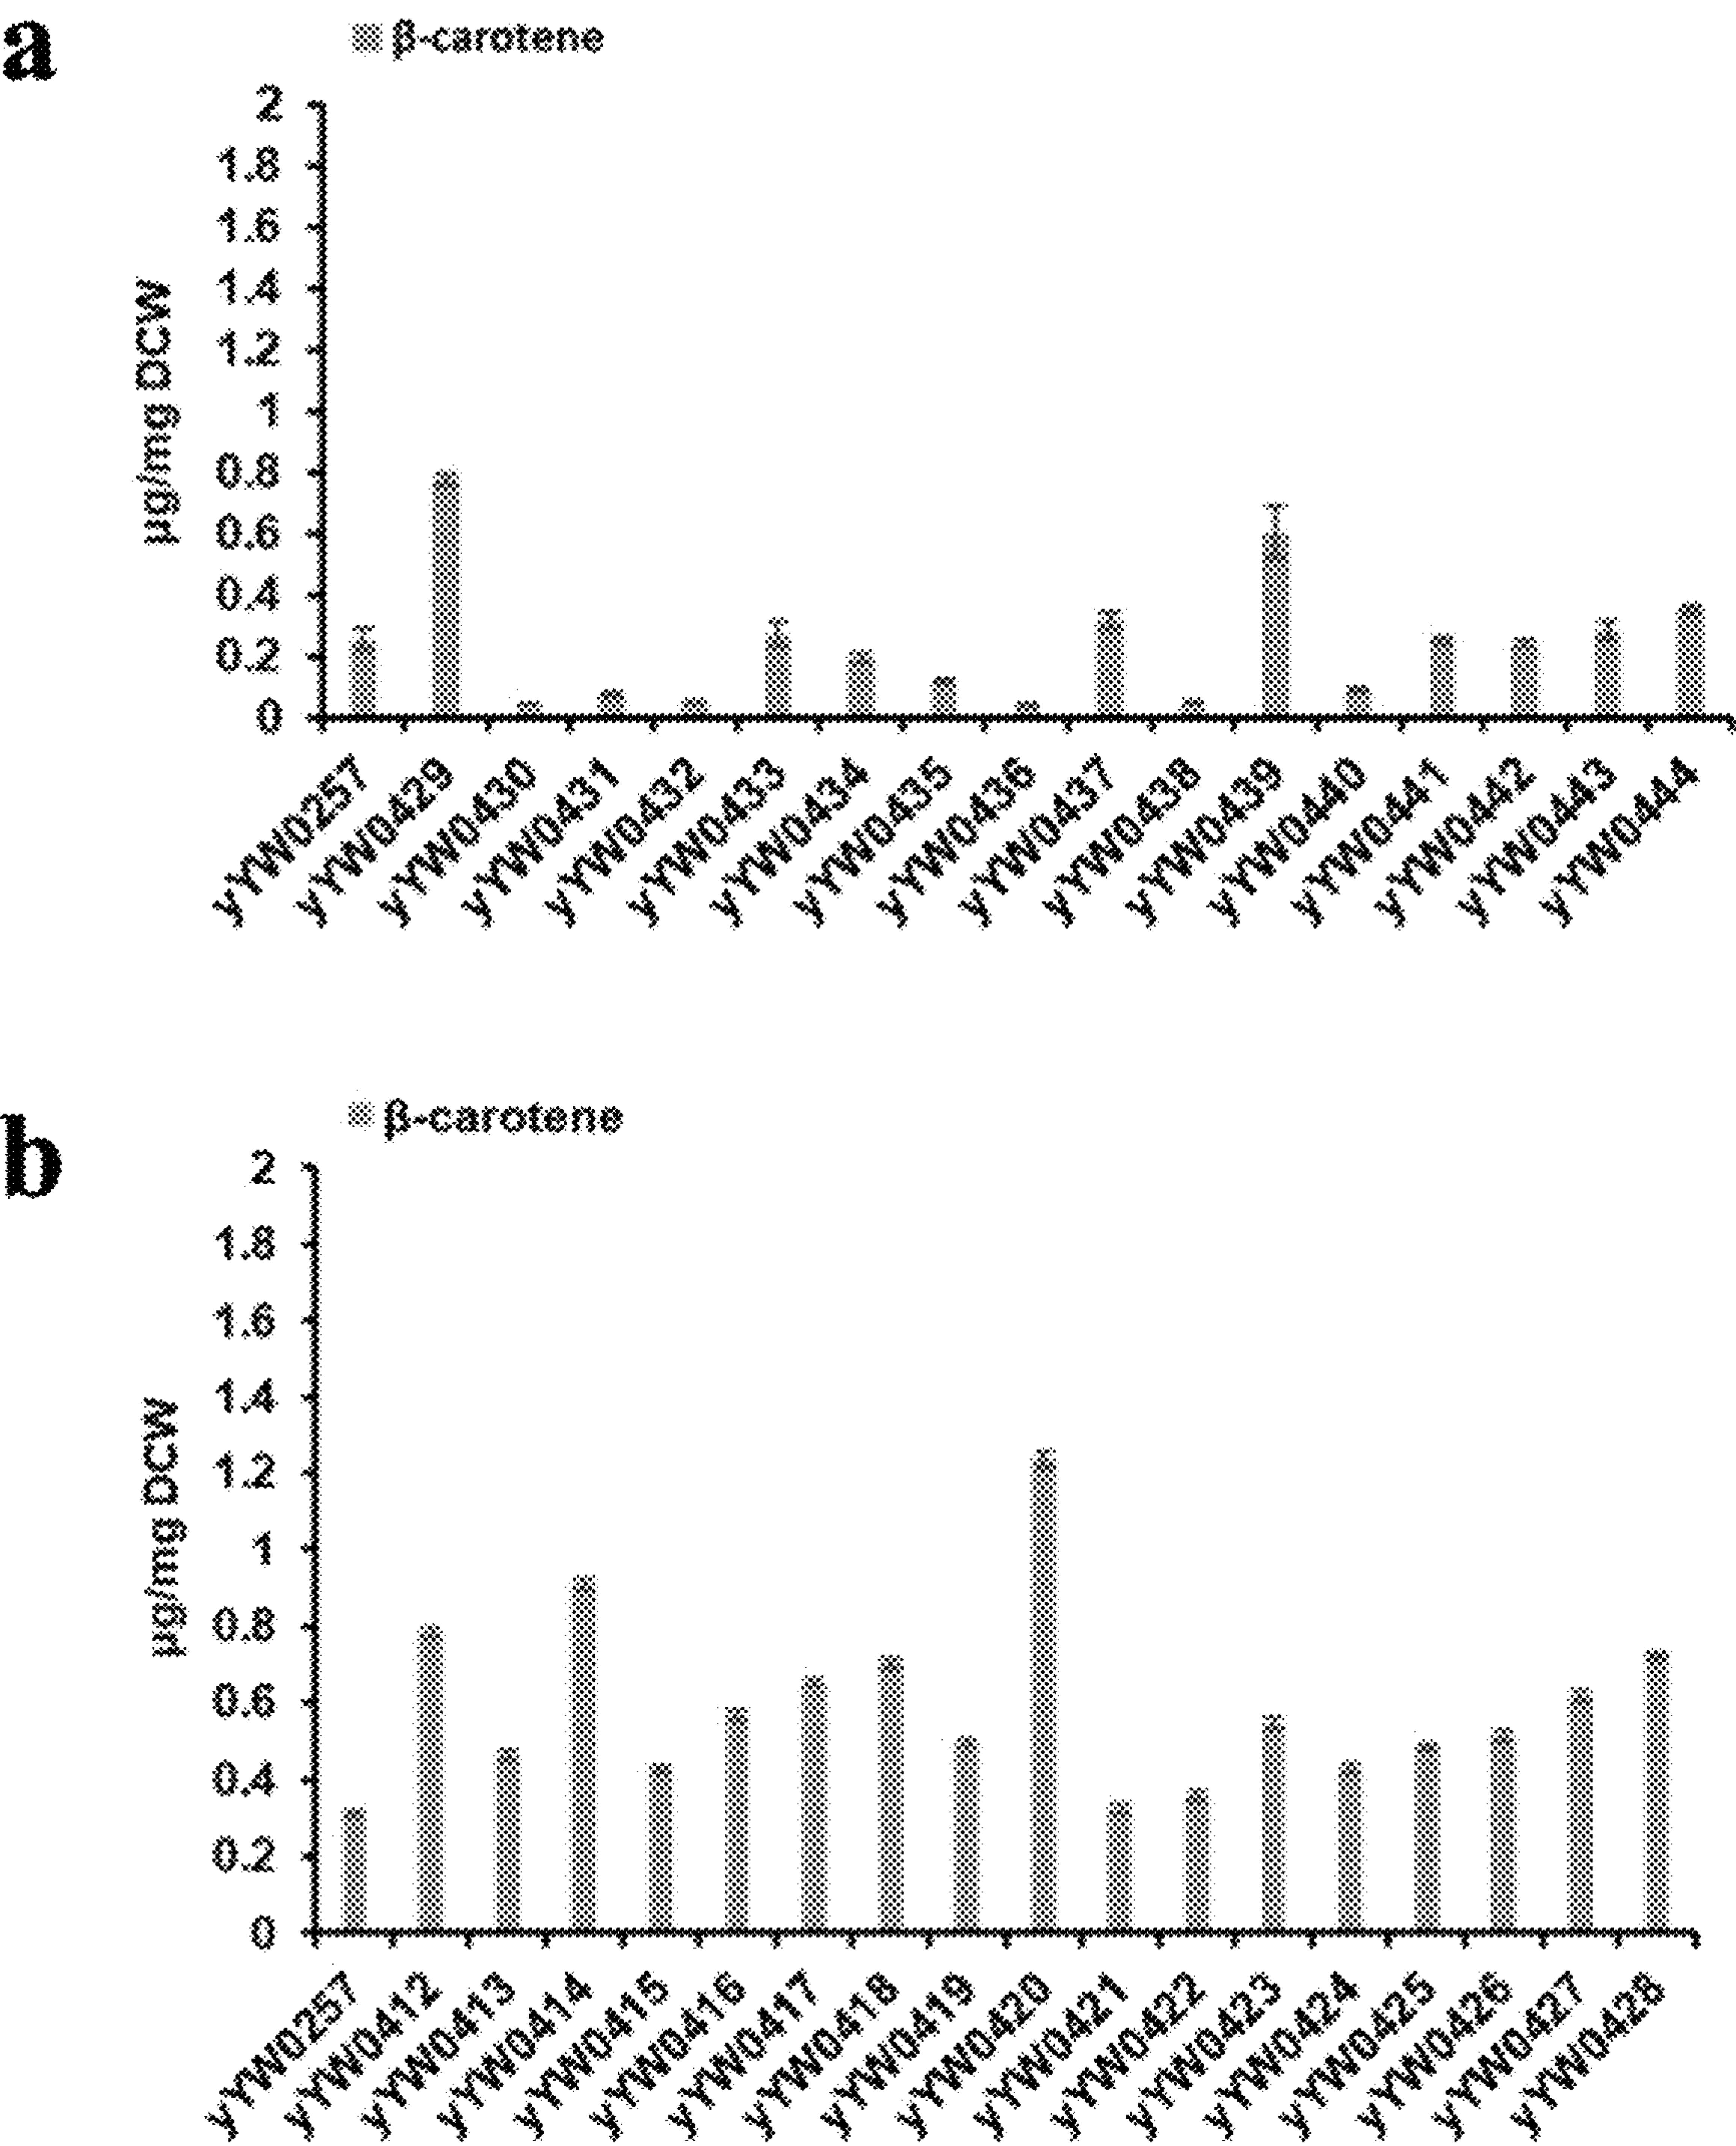 a
β-carotene
2
1.8
1.6
1.4
1.2
1
0.8
0.6
0.4
0.2
0
µg/mg DCW
yYW0257
yYW0429
yYW0430
yYW0431
yYW0432
yYW0433
yYW0434
yYW0435
yYW0436
yYW0437
yYW0438
yYW0439
yYW0440
yYW0441
yYW0442
yYW0443
yYW0444
b
β-carotene
2
1.8
1.6
1.4
1.2
1
0.8
0.6
0.4
0.2
0
µg/mg DCW
yYW0257
yYW0412
yYW0413
yYW0414
yYW0415
yYW0416
yYW0417
yYW0418
yYW0419
yYW0420
yYW0421
yYW0422
yYW0423
yYW0424
yYW0425
yYW0426
yYW0427
yYW0428